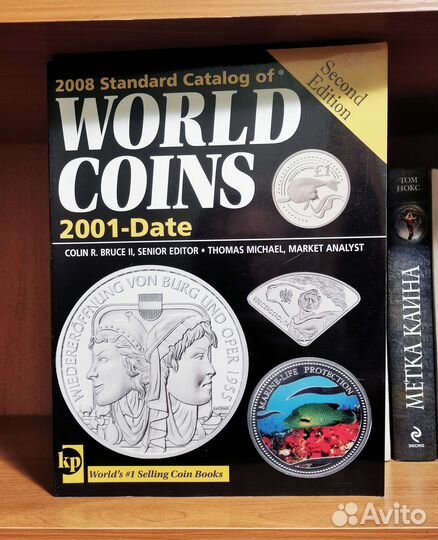 2008 Standard Catalog of®
WORLD
COINS
2001-Date
Second
Edition
COLIN R. BRUCE II, SENIOR EDITOR • THOMAS MICHAEL, MARKET ANALYST
£1
WIEDERERÖFFNUNG VON BURG UND OPER 1955
MARINE-LIFE PROTECTION
kp
World's #1 Selling Coin Books
ТОМ
НОКС
МЕТКА КАИНА
ЭКСМО
Avito